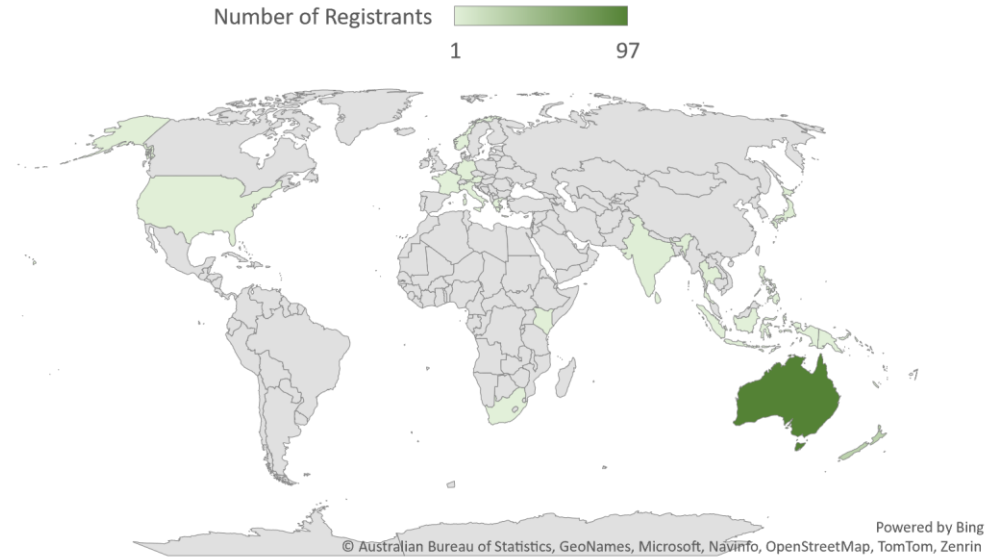 Number of Registrants
1 97
Powered by Bing
© Australian Bureau of Statistics, GeoNames, Microsoft, Navinfo, OpenStreetMap, TomTom, Zenrin